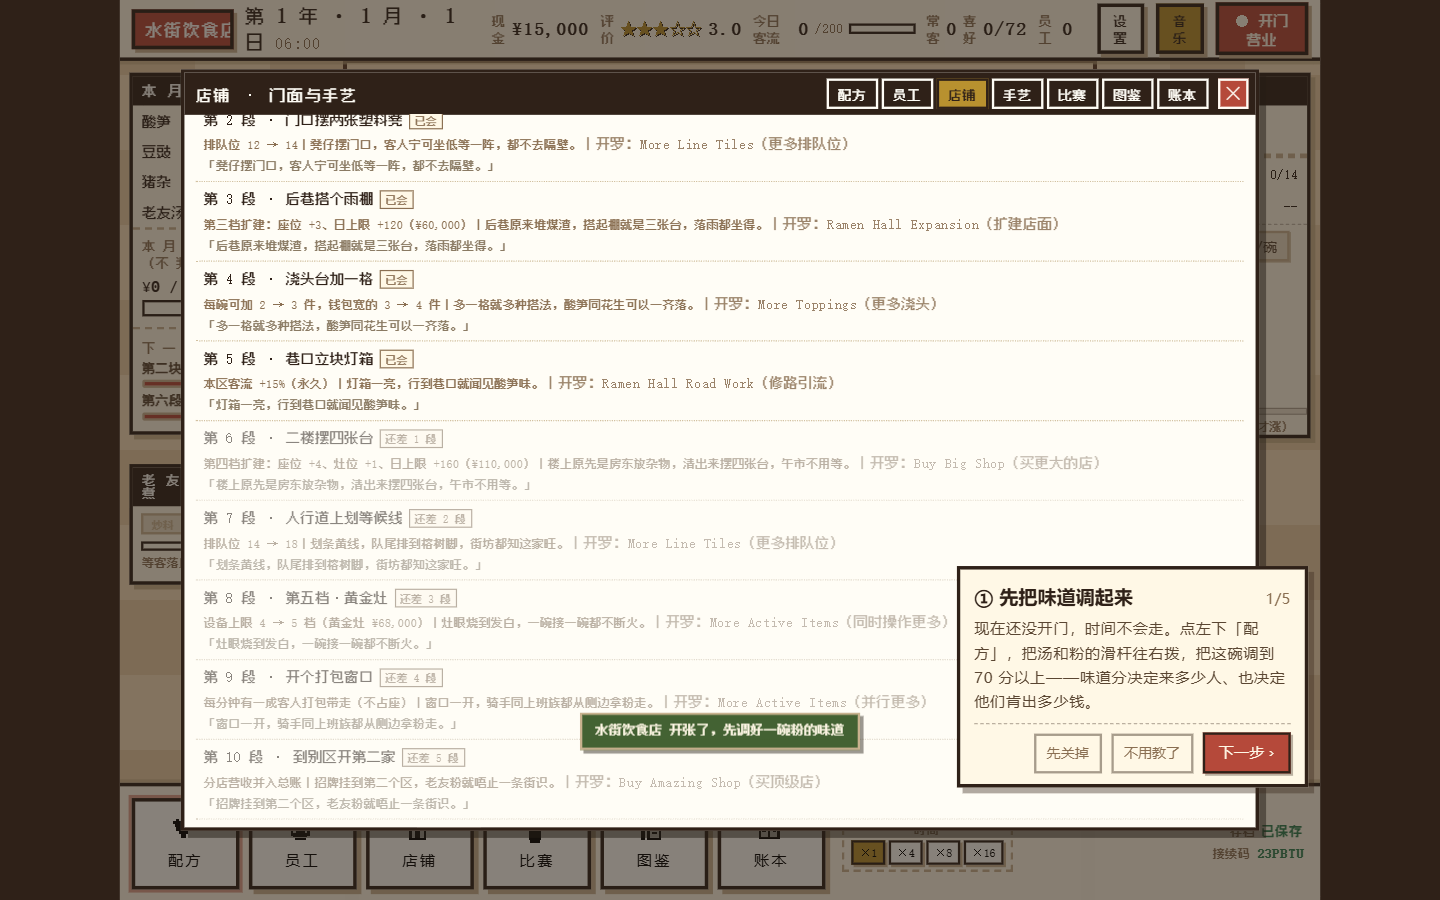 水街饮食店
第 1 年 · 1 月 · 1 日 06:00
现金 ¥15,000
评价 3.0
今日客流 0 /200
常客 0
喜好 0/72
员工 0
设置
音乐
开门营业
店铺 · 门面与手艺
配方 员工 店铺 手艺 比赛 图鉴 账本
第 2 段 · 门口摆两张塑料凳 已会
排队位 12 → 14 | 凳仔摆门口，客人宁可坐低等一阵，都不去隔壁。 | 开罗：More Line Tiles（更多排队位）
「凳仔摆门口，客人宁可坐低等一阵，都不去隔壁。」
第 3 段 · 后巷搭个雨棚 已会
第三档扩建：座位 +3、日上限 +120（¥60,000） | 后巷原来堆煤渣，搭起棚就是三张台，落雨都坐得。 | 开罗：Ramen Hall Expansion（扩建店面）
「后巷原来堆煤渣，搭起棚就是三张台，落雨都坐得。」
第 4 段 · 浇头台加一格 已会
每碗可加 2 → 3 件，钱包宽的 3 → 4 件 | 多一格就多种搭法，酸笋同花生可以一齐落。 | 开罗：More Toppings（更多浇头）
「多一格就多种搭法，酸笋同花生可以一齐落。」
第 5 段 · 巷口立块灯箱 已会
本区客流 +15%（永久） | 灯箱一亮，行到巷口就闻见酸笋味。 | 开罗：Ramen Hall Road Work（修路引流）
「灯箱一亮，行到巷口就闻见酸笋味。」
第 6 段 · 二楼摆四张台 还差 1 段
第四档扩建：座位 +4、灶位 +1、日上限 +160（¥110,000） | 楼上原先是房东放杂物，清出来摆四张台，午市不用等。 | 开罗：Buy Big Shop（买更大的店）
「楼上原先是房东放杂物，清出来摆四张台，午市不用等。」
第 7 段 · 人行道上划等候线 还差 2 段
排队位 14 → 18 | 划条黄线，队尾排到榕树脚，街坊都知这家旺。 | 开罗：More Line Tiles（更多排队位）
「划条黄线，队尾排到榕树脚，街坊都知这家旺。」
第 8 段 · 第五档·黄金灶 还差 3 段
设备上限 4 → 5 档（黄金灶 ¥68,000） | 灶眼烧到发白，一碗接一碗都不断火。 | 开罗：More Active Items（同时操作更多）
「灶眼烧到发白，一碗接一碗都不断火。」
第 9 段 · 开个打包窗口 还差 4 段
每分钟有一成客人打包带走（不占座） | 窗口一开，骑手同上班族都从侧边拿粉走。 | 开罗：More Active Items（并行更多）
「窗口一开，骑手同上班族都从侧边拿粉走。」
第 10 段 · 到别区开第二家 还差 5 段
分店营收并入总账 | 招牌挂到第二个区，老友粉就唔止一条街识。 | 开罗：Buy Amazing Shop（买顶级店）
「招牌挂到第二个区，老友粉就唔止一条街识。」
水街饮食店 开张了，先调好一碗粉的味道
① 先把味道调起来 1/5
现在还没开门，时间不会走。点左下「配
方」，把汤和粉的滑杆往右拨，把这碗调到
70 分以上——味道分决定来多少人、也决定
他们肯出多少钱。
先关掉 不用教了 下一步 ›
本 月
酸笋
豆豉
猪杂
老友汤
本 月
（不
¥0 /
下 一
第二块
第六段
0/14
--
碗
才涨）
老 友
煮
炒料
等客落
配方 员工 店铺 比赛 图鉴 账本
×1 ×4 ×8 ×16
已保存
接续码 23PBTU